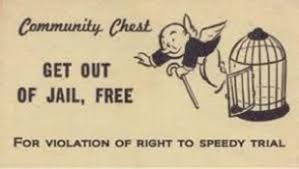 Community Chest
GET OUT
OF JAIL, FREE
FOR VIOLATION OF RIGHT TO SPEEDY TRIAL